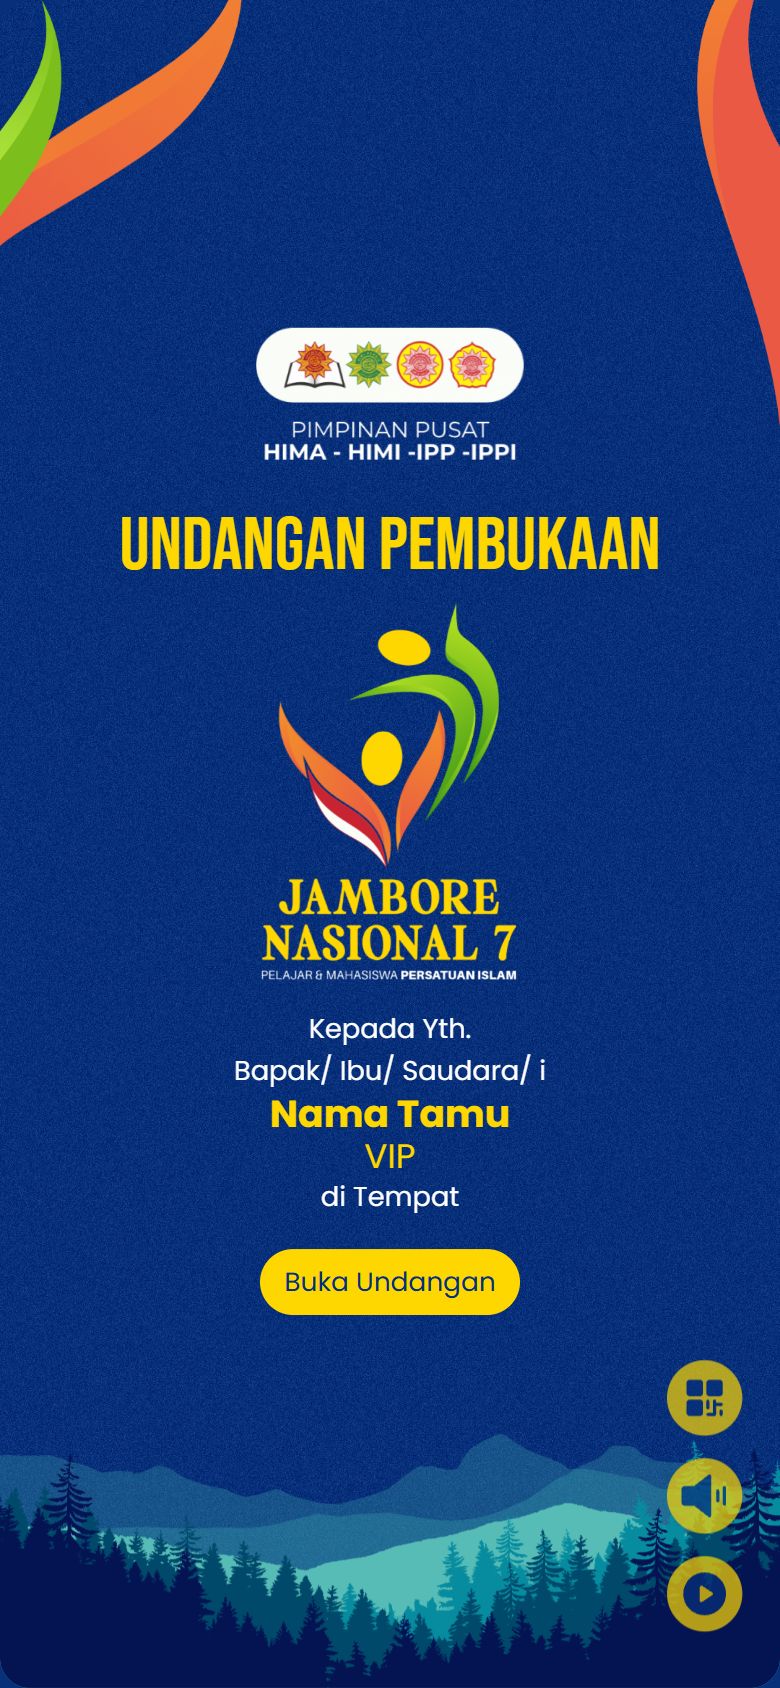 PIMPINAN PUSAT
HIMA - HIMI -IPP -IPPI
UNDANGAN PEMBUKAAN
JAMBORE
NASIONAL 7
PELAJAR & MAHASISWA PERSATUAN ISLAM
Kepada Yth.
Bapak/ Ibu/ Saudara/ i
Nama Tamu
VIP
di Tempat
Buka Undangan